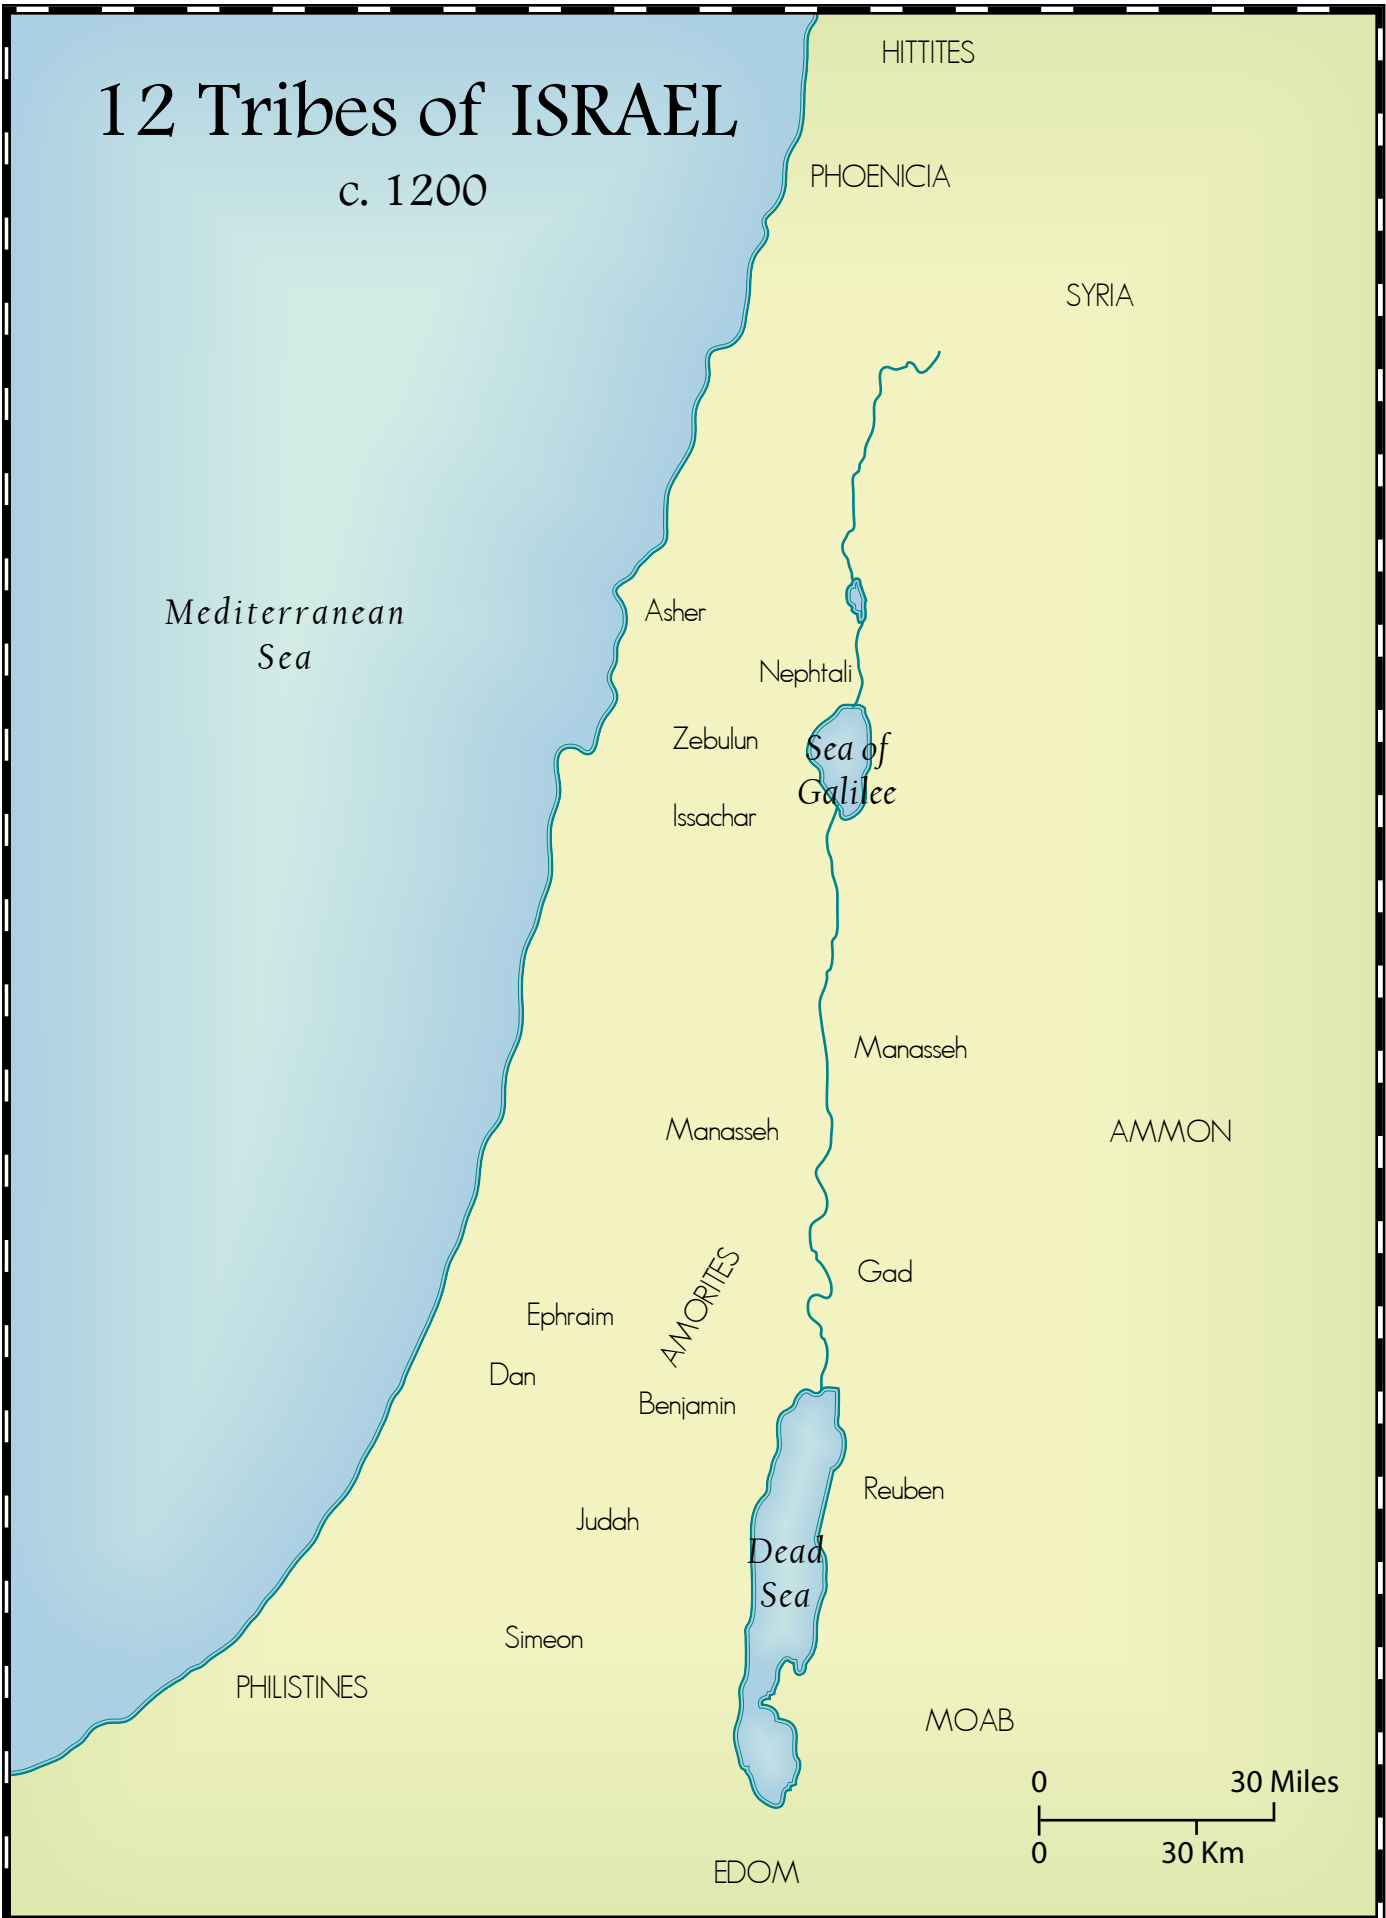 12 Tribes of ISRAEL
c. 1200
HITTITES
PHOENICIA
SYRIA
Mediterranean
Sea
Asher
Nephtali
Zebulun
Sea of
Galilee
Issachar
Manasseh
Manasseh
AMMON
AMORITES
Gad
Ephraim
Dan
Benjamin
Reuben
Judah
Dead
Sea
Simeon
PHILISTINES
MOAB
0 30 Miles
0 30 Km
EDOM